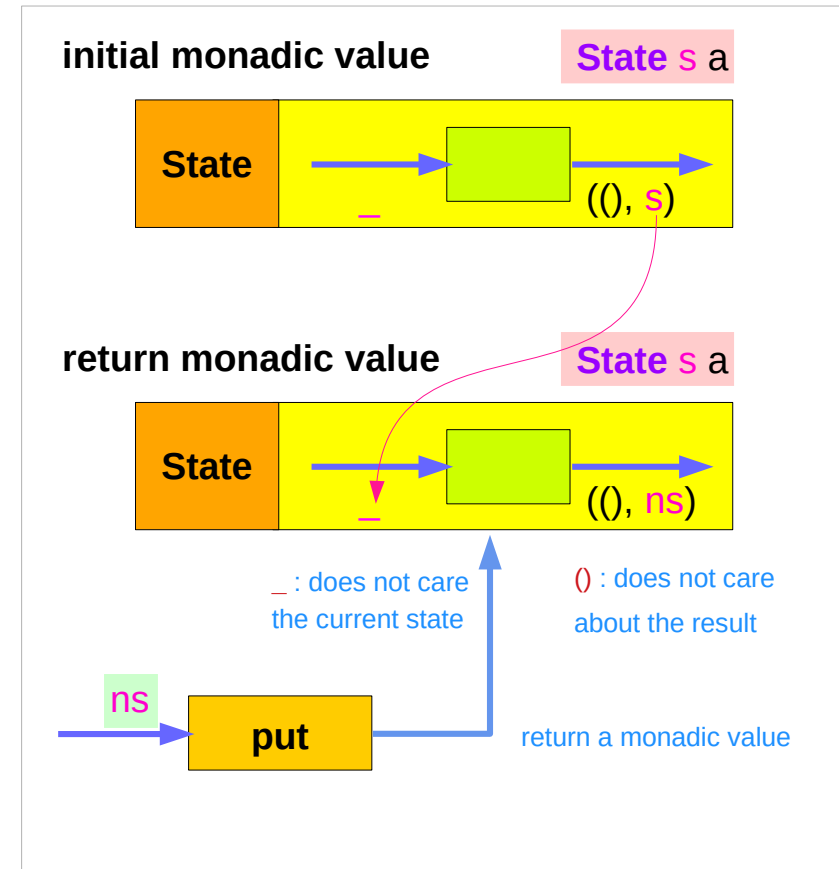 initial monadic value
State s a
State
_
((), s)
return monadic value
State s a
State
_
((), ns)
_ : does not care
the current state
() : does not care
about the result
ns
put
return a monadic value